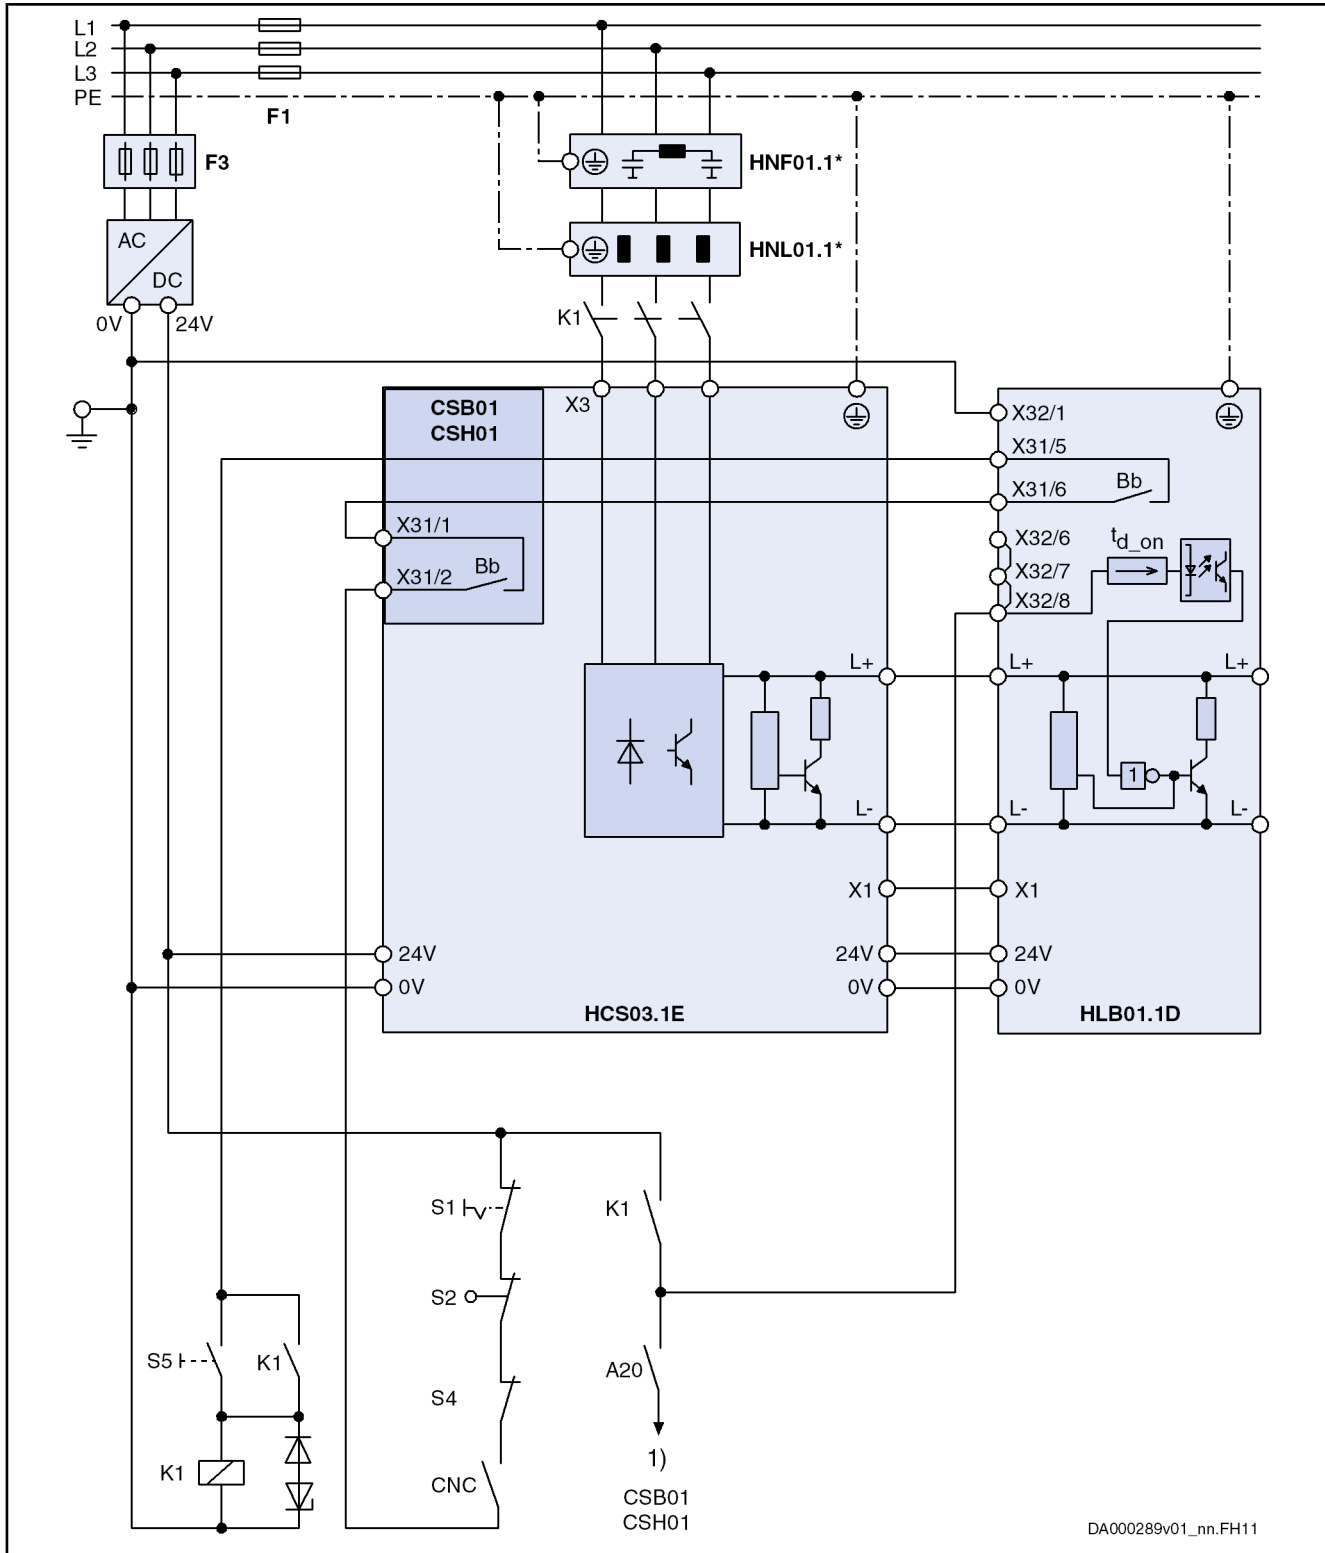 L1
L2
L3
PE
F1
F3
HNF01.1*
AC
DC
HNL01.1*
0V
24V
K1
CSB01
CSH01
X3
X32/1
X31/5
X31/6
Bb
X31/1
X31/2
Bb
X32/6
X32/7
X32/8
td_on
L+
L+
L+
1
L-
L-
L-
X1
X1
24V
24V
24V
0V
0V
0V
HCS03.1E
HLB01.1D
S1
K1
S2
S5
K1
A20
S4
K1
CNC
1)
CSB01
CSH01
DA000289v01_nn.FH11